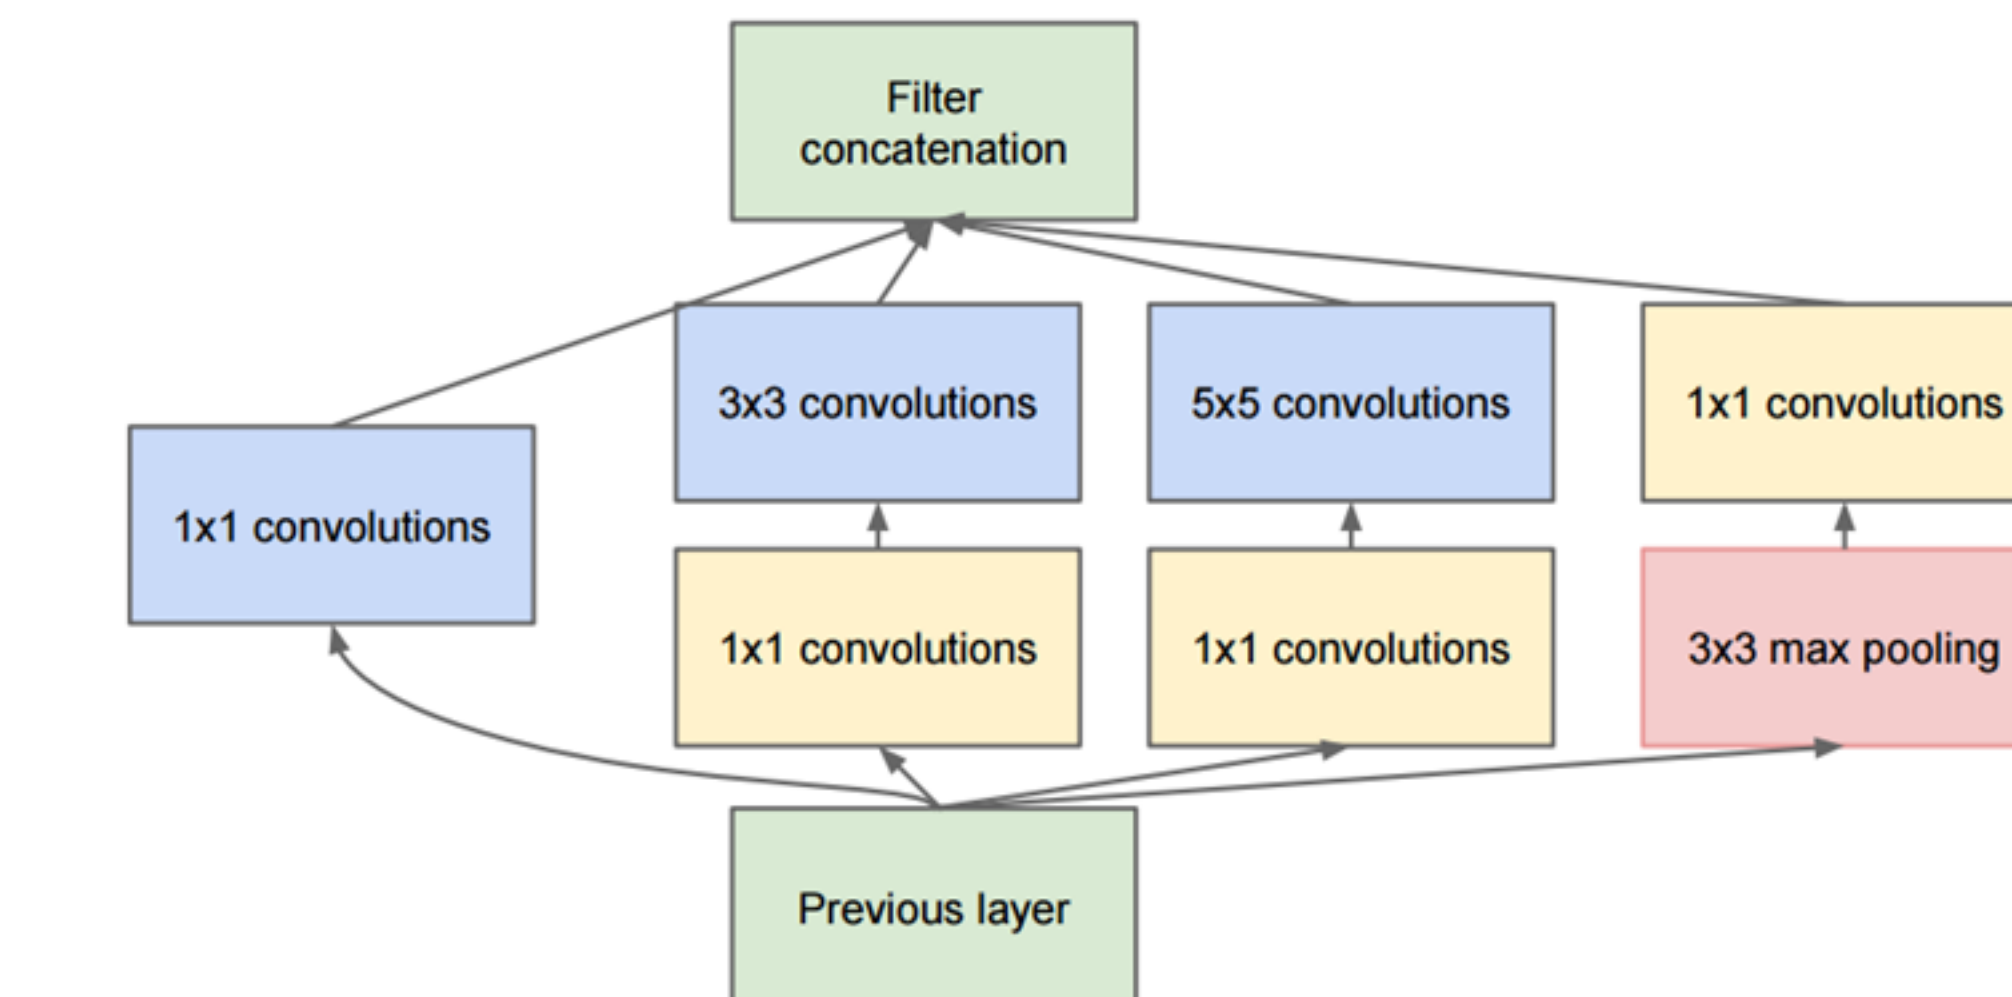 Filter
concatenation
3x3 convolutions
5x5 convolutions
1x1 convolutions
1x1 convolutions
1x1 convolutions
1x1 convolutions
3x3 max pooling
Previous layer